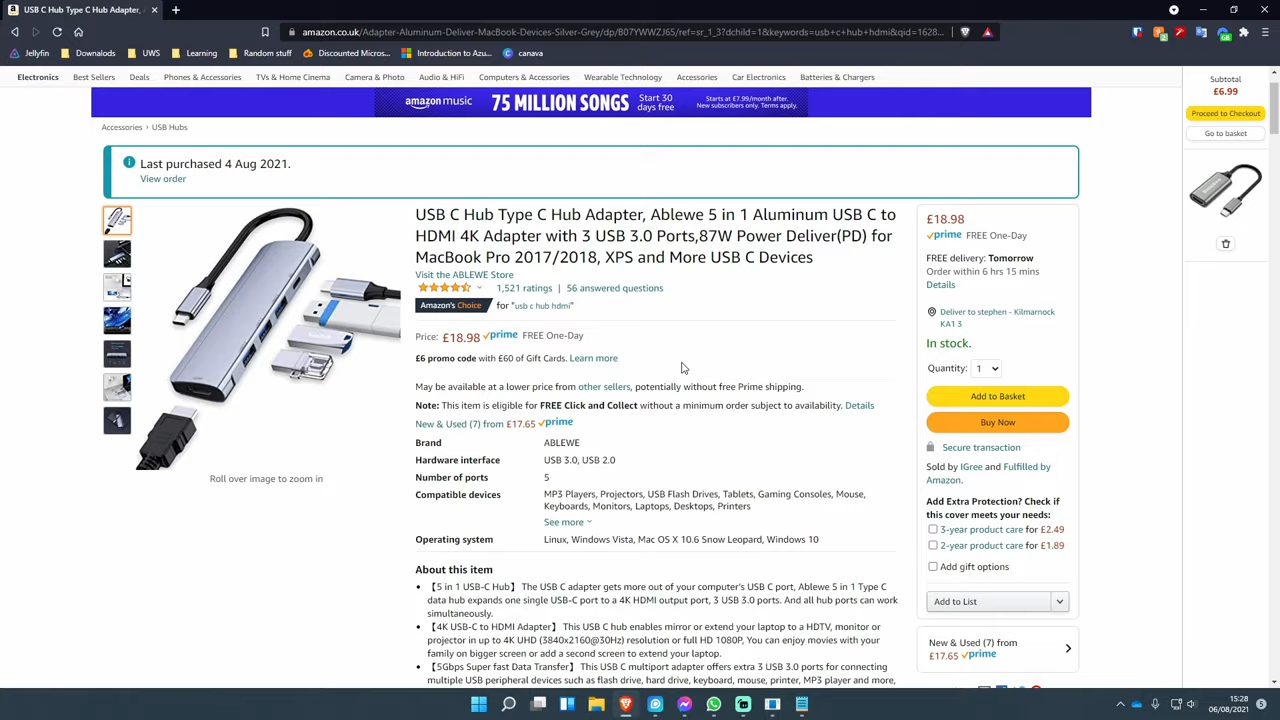 USB C Hub Type C Hub Adapter, A
amazon.co.uk/Adapter-Aluminum-Deliver-MacBook-Devices-Silver-Grey/dp/B07YWWZJ65/ref=sr_1_3?dchild=1&keywords=usb+c+hub+hdmi&qid=1628...
Jellyfin Downalods UWS Learning Random stuff Discounted Micros... Introduction to Azu... canava
Electronics Best Sellers Deals Phones & Accessories TVs & Home Cinema Camera & Photo Audio & HiFi Computers & Accessories Wearable Technology Accessories Car Electronics Batteries & Chargers
Subtotal
£6.99
Proceed to Checkout
Go to basket
amazon music 75 MILLION SONGS Start 30 days free Starts at £7.99/month after. New subscribers only. Terms apply.
Accessories › USB Hubs
Last purchased 4 Aug 2021.
View order
USB C Hub Type C Hub Adapter, Ablewe 5 in 1 Aluminum USB C to
HDMI 4K Adapter with 3 USB 3.0 Ports,87W Power Deliver(PD) for
MacBook Pro 2017/2018, XPS and More USB C Devices
Visit the ABLEWE Store
1,521 ratings | 56 answered questions
Amazon's Choice for "usb c hub hdmi"
Price: £18.98 prime FREE One-Day
£6 promo code with £60 of Gift Cards. Learn more
May be available at a lower price from other sellers, potentially without free Prime shipping.
Note: This item is eligible for FREE Click and Collect without a minimum order subject to availability. Details
New & Used (7) from £17.65 prime
Brand ABLEWE
Hardware interface USB 3.0, USB 2.0
Number of ports 5
Compatible devices MP3 Players, Projectors, USB Flash Drives, Tablets, Gaming Consoles, Mouse,
Keyboards, Monitors, Laptops, Desktops, Printers
See more
Operating system Linux, Windows Vista, Mac OS X 10.6 Snow Leopard, Windows 10
About this item
• 【5 in 1 USB-C Hub】 The USB C adapter gets more out of your computer's USB C port, Ablewe 5 in 1 Type C
data hub expands one single USB-C port to a 4K HDMI output port, 3 USB 3.0 ports. And all hub ports can work
simultaneously.
• 【4K USB-C to HDMI Adapter】 This USB C hub enables mirror or extend your laptop to a HDTV, monitor or
projector in up to 4K UHD (3840x2160@30Hz) resolution or full HD 1080P, You can enjoy movies with your
family on bigger screen or add a second screen to extend your laptop.
• 【5Gbps Super fast Data Transfer】 This USB C multiport adapter offers extra 3 USB 3.0 ports for connecting
multiple USB peripheral devices such as flash drive, hard drive, keyboard, mouse, printer, MP3 player and more,
Roll over image to zoom in
£18.98
prime FREE One-Day
FREE delivery: Tomorrow
Order within 6 hrs 15 mins
Details
Deliver to stephen - Kilmarnock
KA1 3
In stock.
Quantity: 1
Add to Basket
Buy Now
Secure transaction
Sold by IGree and Fulfilled by
Amazon.
Add Extra Protection? Check if
this cover meets your needs:
3-year product care for £2.49
2-year product care for £1.89
Add gift options
Add to List
New & Used (7) from
£17.65 prime
15:28
06/08/2021